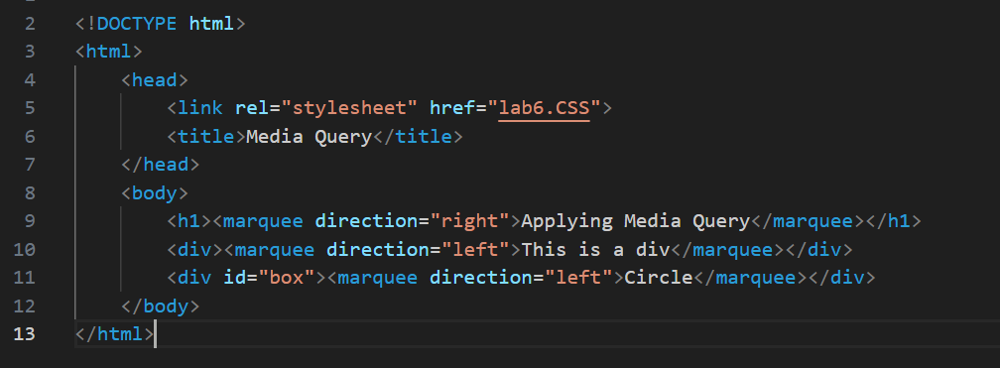 2 <!DOCTYPE html>
3 <html>
4     <head>
5         <link rel="stylesheet" href="lab6.CSS">
6         <title>Media Query</title>
7     </head>
8     <body>
9         <h1><marquee direction="right">Applying Media Query</marquee></h1>
10         <div><marquee direction="left">This is a div</marquee></div>
11         <div id="box"><marquee direction="left">Circle</marquee></div>
12     </body>
13 </html>